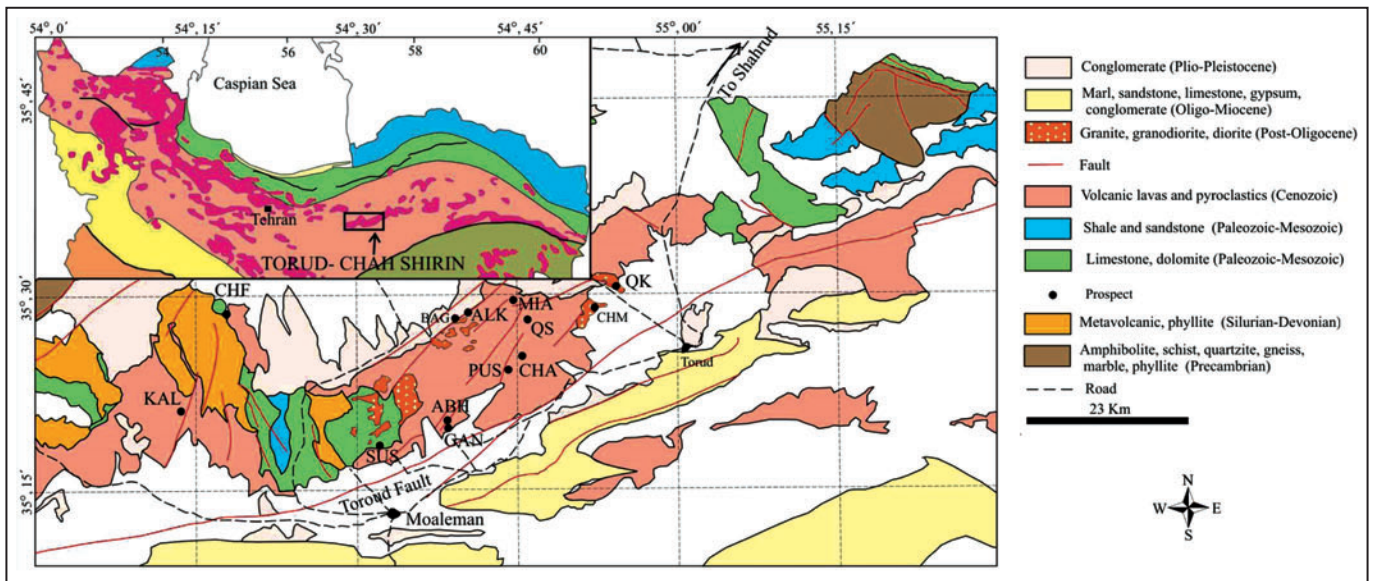 54°, 0'
54°, 15'
54°, 30'
54°, 45'
55°, 00'
55°, 15'
54
56
58
60
Caspian Sea
To Shahrud
35°, 45'
Tehran
TORUD- CHAH SHIRIN
35°, 30'
CHF
QK
MIA
BAG
ALK
CHM
QS
Torud
PUS
CHA
KAL
ABH
GAN
SUS
35°, 15'
Toroud Fault
Moaleman
Conglomerate (Plio-Pleistocene)
Marl, sandstone, limestone, gypsum,
conglomerate (Oligo-Miocene)
Granite, granodiorite, diorite (Post-Oligocene)
Fault
Volcanic lavas and pyroclastics (Cenozoic)
Shale and sandstone (Paleozoic-Mesozoic)
Limestone, dolomite (Paleozoic-Mesozoic)
Prospect
Metavolcanic, phyllite (Silurian-Devonian)
Amphibolite, schist, quartzite, gneiss,
marble, phyllite (Precambrian)
Road
23 Km
N
W
E
S